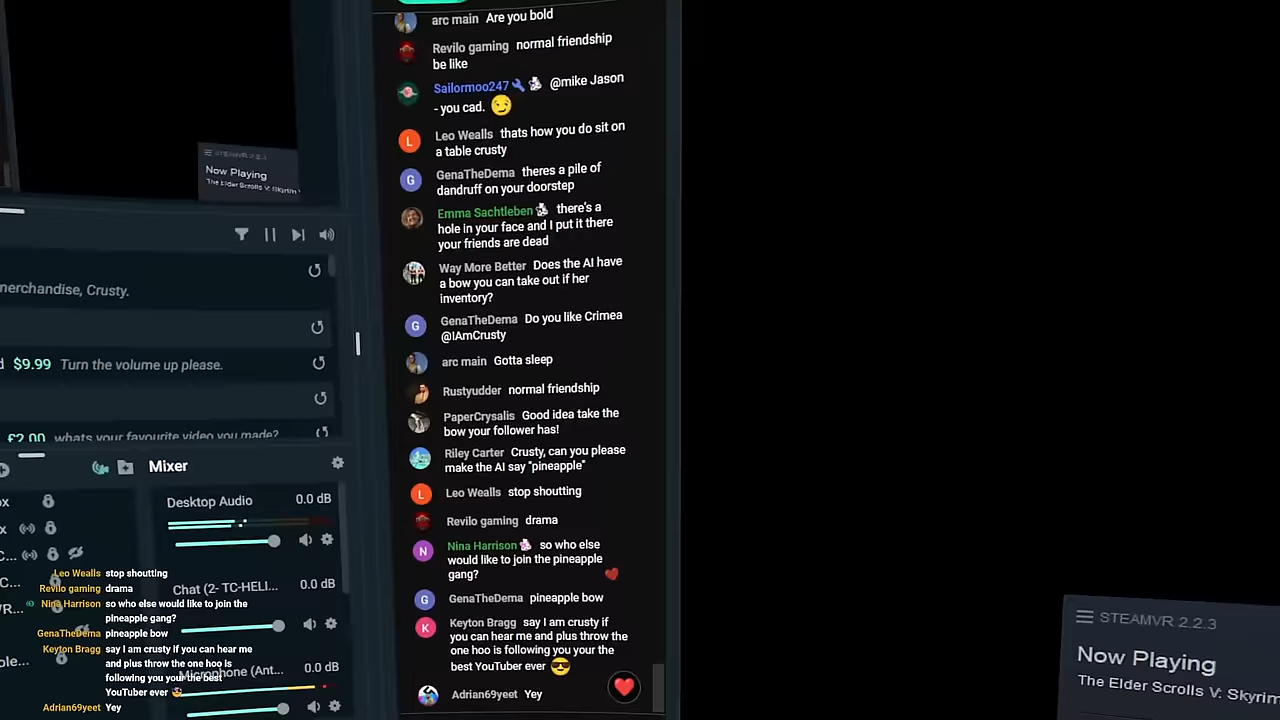 arc main Are you bold
Revilo gaming normal friendship
be like
Sailormoo247 @mike Jason
- you cad.
Leo Wealls thats how you do sit on
a table crusty
GenaTheDema theres a pile of
dandruff on your doorstep
Emma Sachtleben there's a
hole in your face and I put it there
your friends are dead
Way More Better Does the AI have
a bow you can take out if her
inventory?
GenaTheDema Do you like Crimea
@IAmCrusty
arc main Gotta sleep
Rustyudder normal friendship
PaperCrysalis Good idea take the
bow your follower has!
Riley Carter Crusty, can you please
make the AI say "pineapple"
Leo Wealls stop shoutting
Revilo gaming drama
Nina Harrison so who else
would like to join the pineapple
gang?
GenaTheDema pineapple bow
Keyton Bragg say I am crusty if
you can hear me and plus throw the
one hoo is following you your the
best YouTuber ever
Adrian69yeet Yey
STEAMVR 2.2.3
Now Playing
The Elder Scrolls V: Skyrim
nerchandise, Crusty.
d $9.99 Turn the volume up please.
£2.00 whats your favourite video you made?
Mixer
Desktop Audio 0.0 dB
Chat (2- TC-HELI... 0.0 dB
Microphone (Ant... 0.0 dB
ox
x
C...
C...
/R...
ole...
Leo Wealls stop shoutting
Revilo gaming drama
Nina Harrison so who else would like to join the
pineapple gang?
GenaTheDema pineapple bow
Keyton Bragg say I am crusty if you can hear me
and plus throw the one hoo is
following you your the best
YouTuber ever
Adrian69yeet Yey
STEAMVR 2.2.3
Now Playing
The Elder Scrolls V: Skyrim